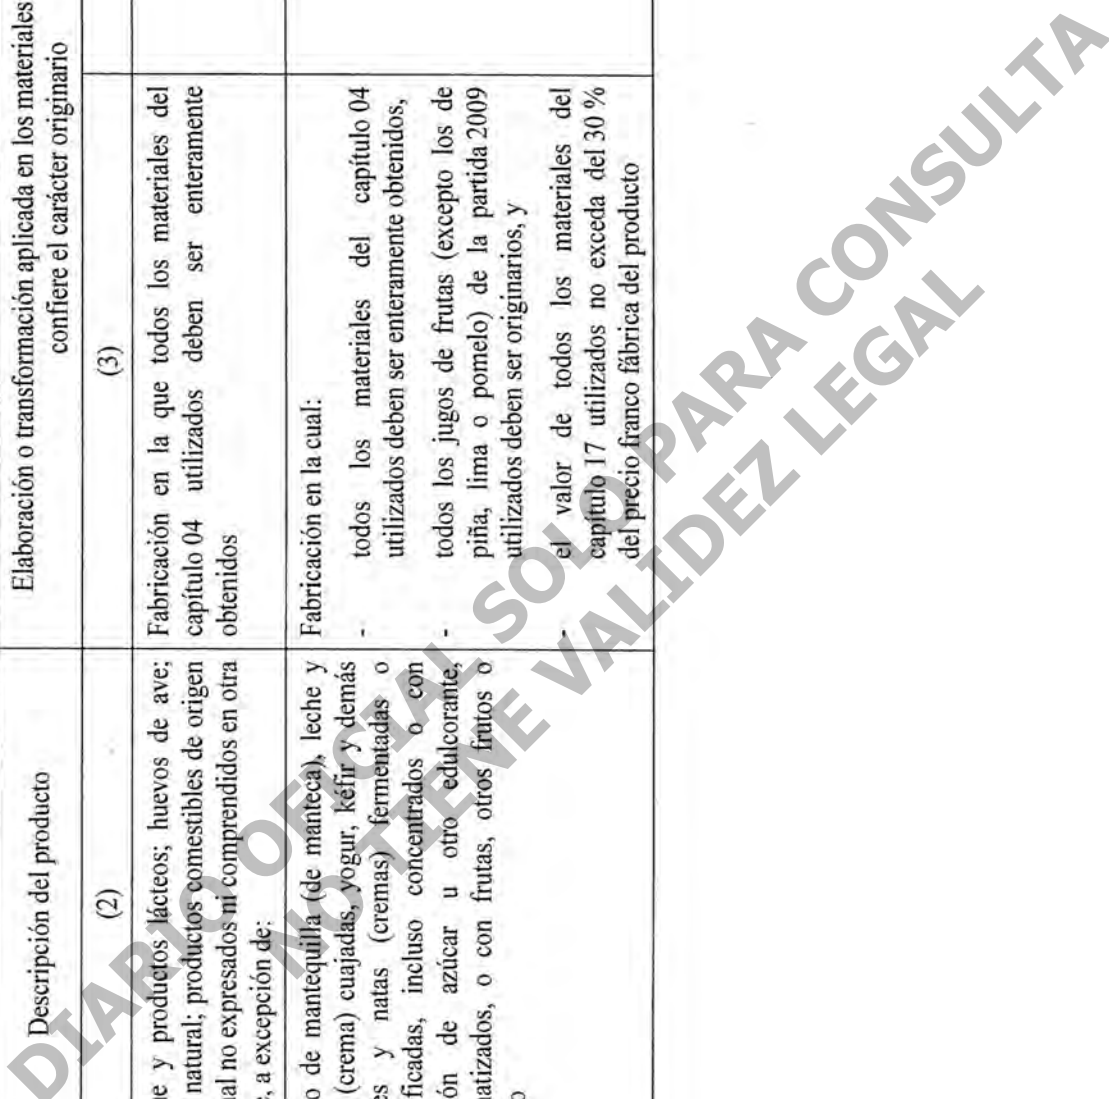 Descripción del producto
Elaboración o transformación aplicada en los materiales
confiere el carácter originario
(2)
(3)
y productos lácteos; huevos de ave;
natural; productos comestibles de origen
no expresados ni comprendidos en otra
a excepción de:
Fabricación en la que todos los materiales del
capítulo 04 utilizados deben ser enteramente
obtenidos
de mantequilla (de manteca), leche y
(crema) cuajadas, yogur, kéfir y demás
y natas (cremas) fermentadas o
incluso concentrados o con
de azúcar u otro edulcorante,
o con frutas, otros frutos o
Fabricación en la cual:
- todos los materiales del capítulo 04
utilizados deben ser enteramente obtenidos,
- todos los jugos de frutas (excepto los de
piña, lima o pomelo) de la partida 2009
utilizados deben ser originarios, y
- el valor de todos los materiales del
capítulo 17 utilizados no exceda del 30 %
del precio franco fábrica del producto
DIARIO OFICIAL SOLO PARA CONSULTA
NO TIENE VALIDEZ LEGAL